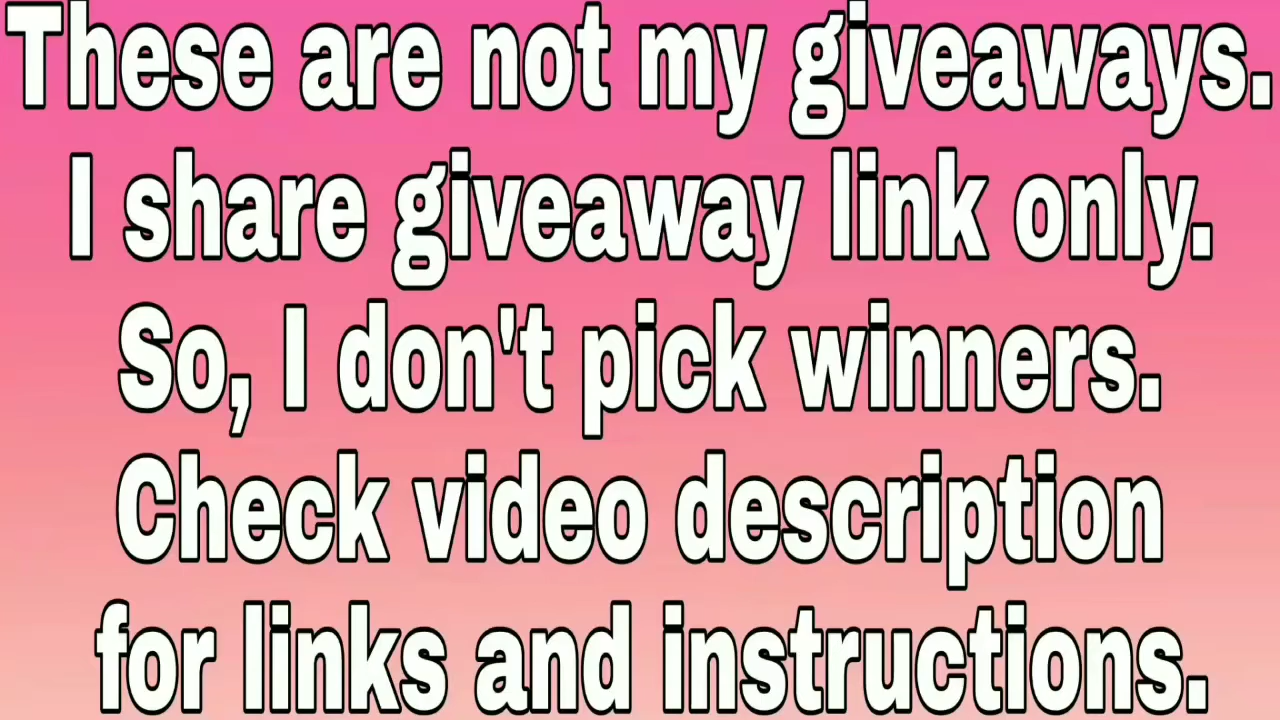 These are not my giveaways.
I share giveaway link only.
So, I don't pick winners.
Check video description
for links and instructions.